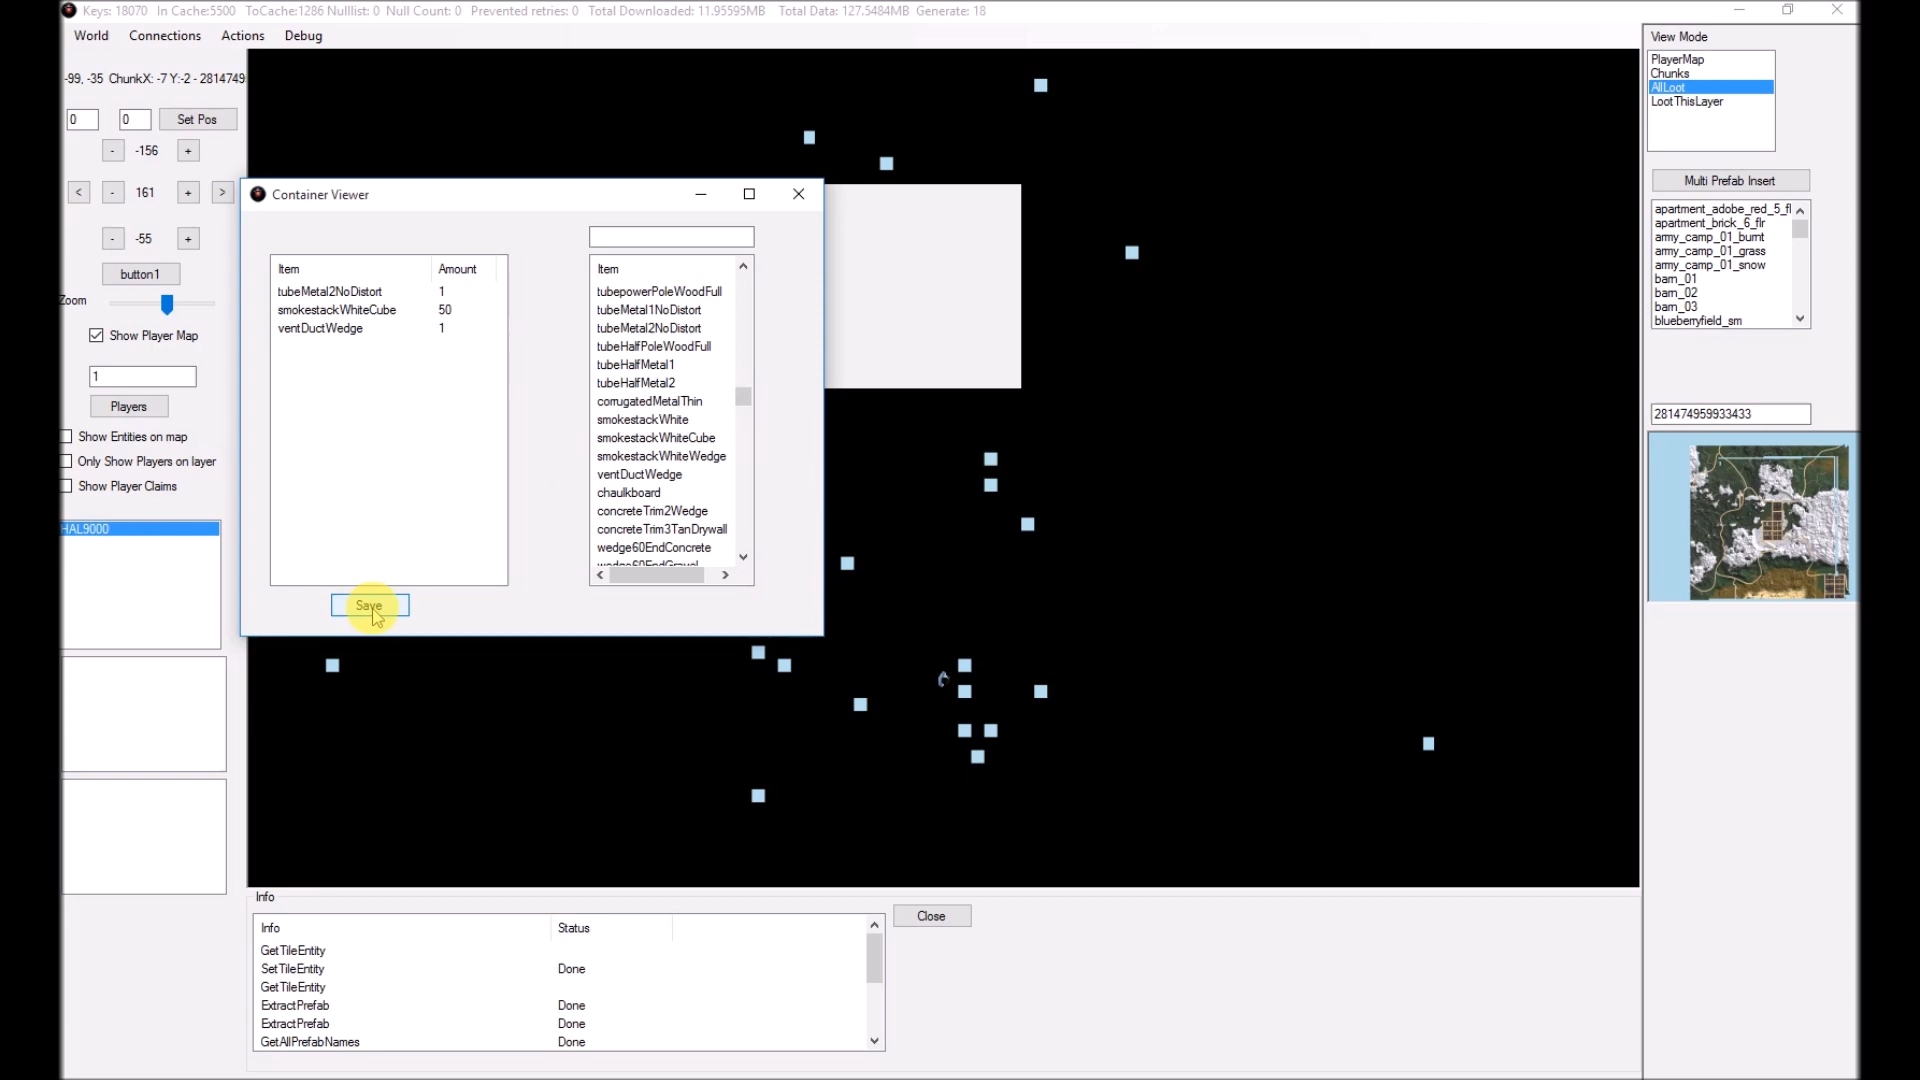 Keys: 18070 In Cache:5500 ToCache:1286 Nulllist: 0 Null Count: 0 Prevented retries: 0 Total Downloaded: 11.95595MB Total Data: 127.5484MB Generate: 18
World Connections Actions Debug
-99, -35 ChunkX: -7 Y:-2 - 2814749
0 0 Set Pos
- -156 +
< - 161 + >
- -55 +
button1
Zoom
Show Player Map
1
Players
Show Entities on map
Only Show Players on layer
Show Player Claims
HAL9000
Container Viewer
Item Amount
tubeMetal2NoDistort 1
smokestackWhiteCube 50
ventDuctWedge 1
Save
Item
tubepowerPoleWoodFull
tubeMetal1NoDistort
tubeMetal2NoDistort
tubeHalfPoleWoodFull
tubeHalfMetal1
tubeHalfMetal2
corrugatedMetalThin
smokestackWhite
smokestackWhiteCube
smokestackWhiteWedge
ventDuctWedge
chaulkboard
concreteTrim2Wedge
concreteTrim3TanDrywall
wedge60EndConcrete
wedge60EndGravel
Info
Info Status
GetTileEntity
SetTileEntity Done
GetTileEntity
ExtractPrefab Done
ExtractPrefab Done
GetAllPrefabNames Done
Close
View Mode
PlayerMap
Chunks
AllLoot
LootThisLayer
Multi Prefab Insert
apartment_adobe_red_5_fl
apartment_brick_6_flr
army_camp_01_burnt
army_camp_01_grass
army_camp_01_snow
barn_01
barn_02
barn_03
blueberryfield_sm
281474959933433